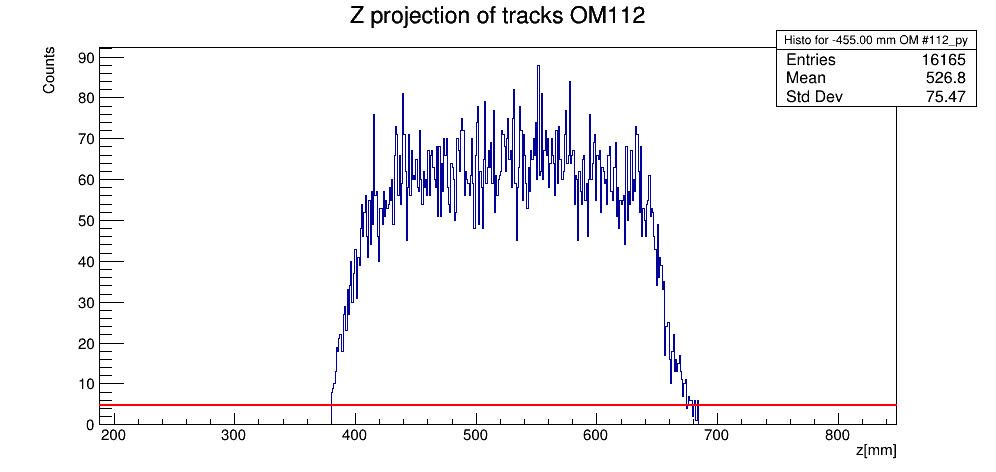 Z projection of tracks OM112
Histo for -455.00 mm OM #112_py
Entries 16165
Mean 526.8
Std Dev 75.47
Counts
90
80
70
60
50
40
30
20
10
0
200 300 400 500 600 700 800
z[mm]